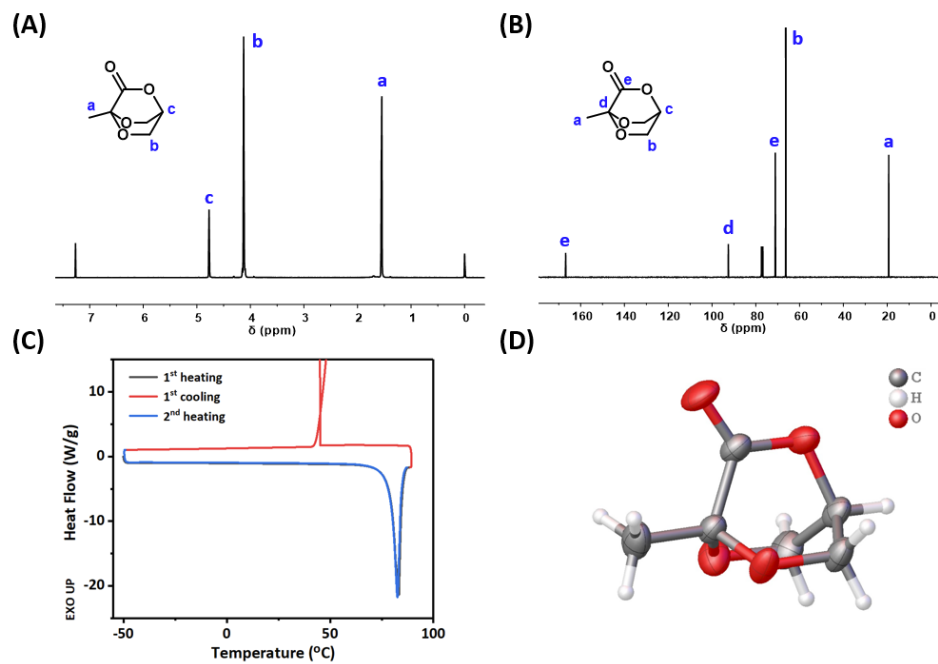 (A)
b
a
c
O
e
O
a
c
O
O
b
7 6 5 4 3 2 1 0
δ (ppm)
(B)
b
e
a
d
e
O
e
d
O
a
c
O
O
b
160 140 120 100 80 60 40 20 0
δ (ppm)
(C)
1st heating
1st cooling
2nd heating
10
0
-10
-20
Heat Flow (W/g)
EXO UP
-50 0 50 100
Temperature (°C)
(D)
C
H
O